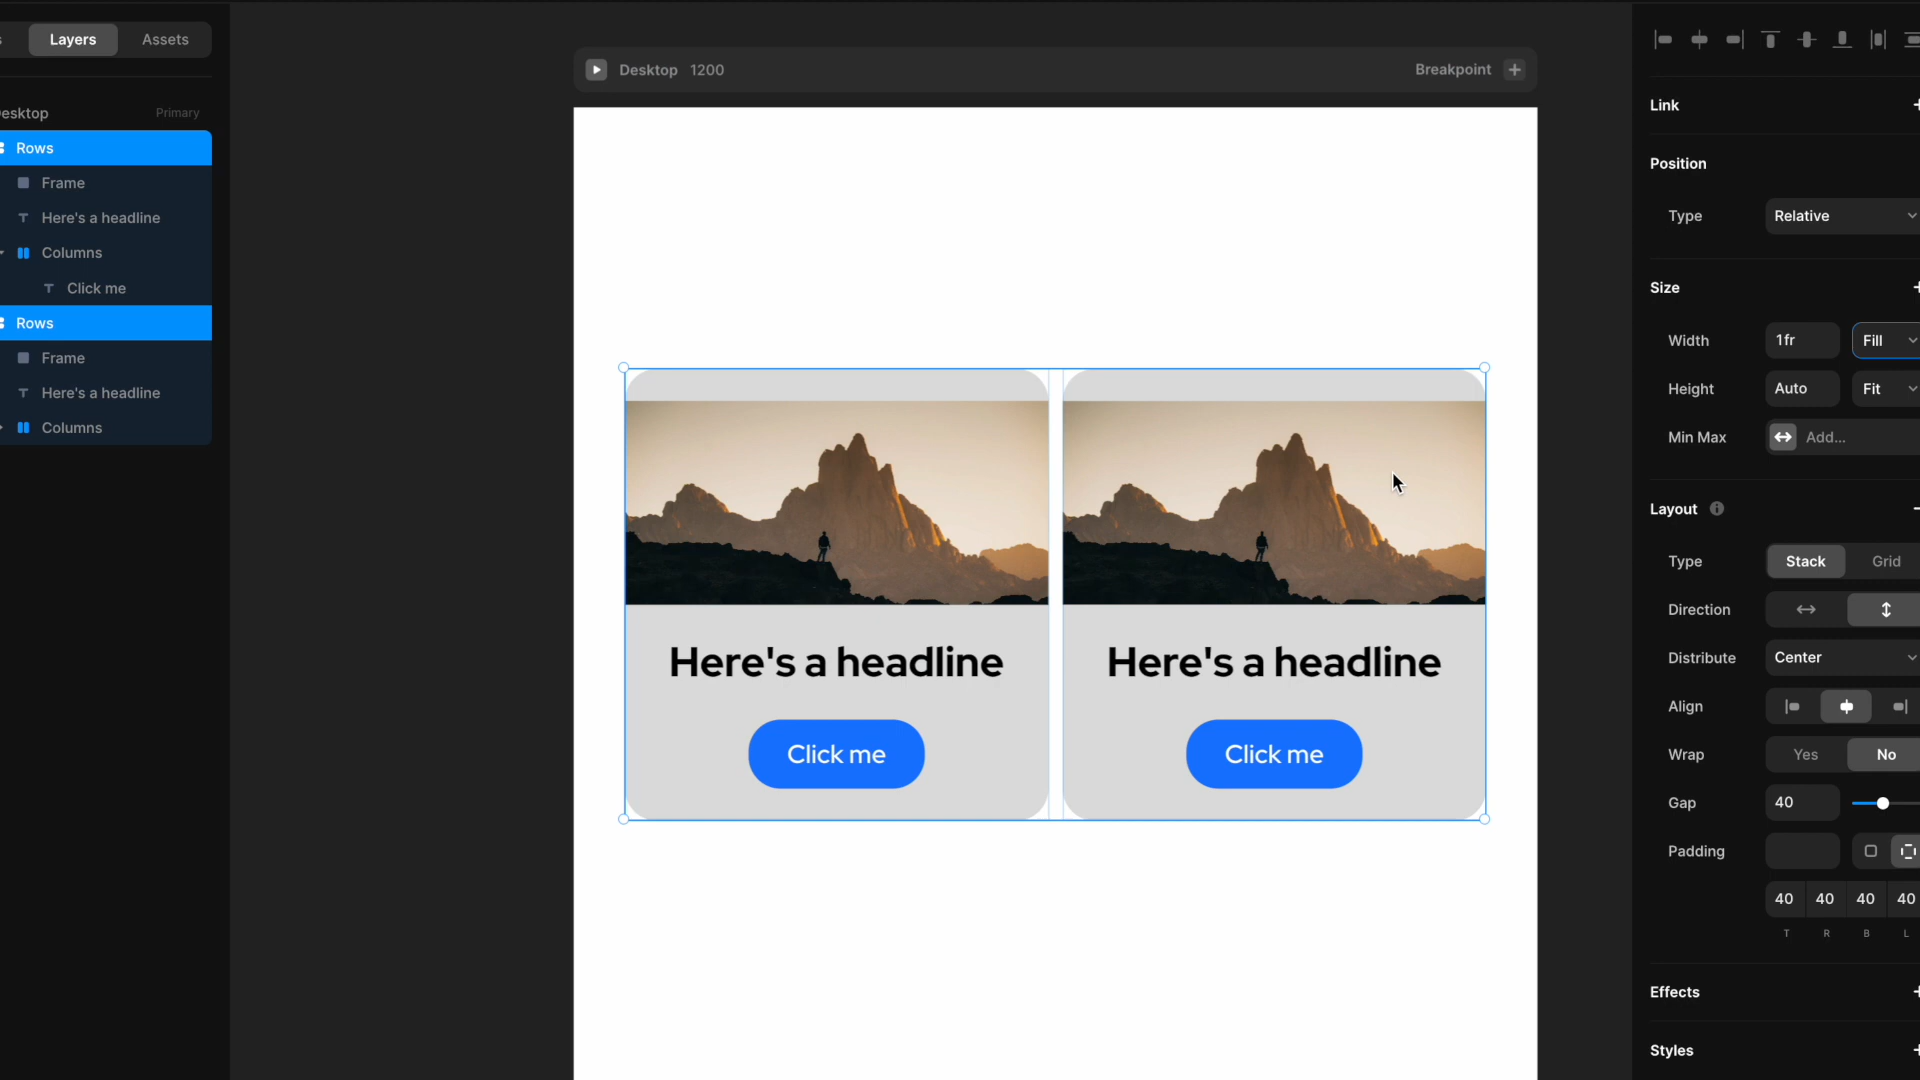 s Layers Assets
Desktop 1200
Breakpoint
esktop Primary
Rows
Frame
Here's a headline
Columns
Click me
Rows
Frame
Here's a headline
Columns
Here's a headline
Click me
Here's a headline
Click me
Link
Position
Type Relative
Size
Width 1fr Fill
Height Auto Fit
Min Max Add...
Layout
Type Stack Grid
Direction
Distribute Center
Align
Wrap Yes No
Gap 40
Padding
40 40 40 40
T R B L
Effects
Styles